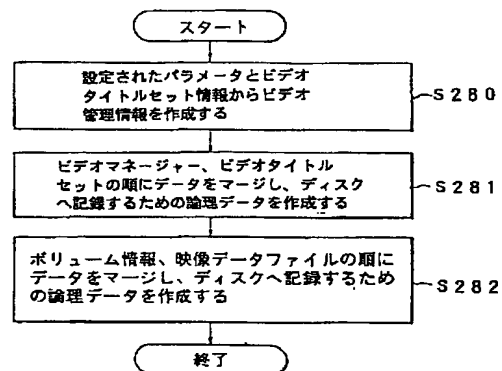 スタート
設定されたパラメータとビデオ
タイトルセット情報からビデオ
管理情報を作成する
S280
ビデオマネージャー、ビデオタイトル
セットの順にデータをマージし、ディスク
へ記録するための論理データを作成する
S281
ボリューム情報、映像データファイルの順に
データをマージし、ディスクへ記録するため
の論理データを作成する
S282
終了